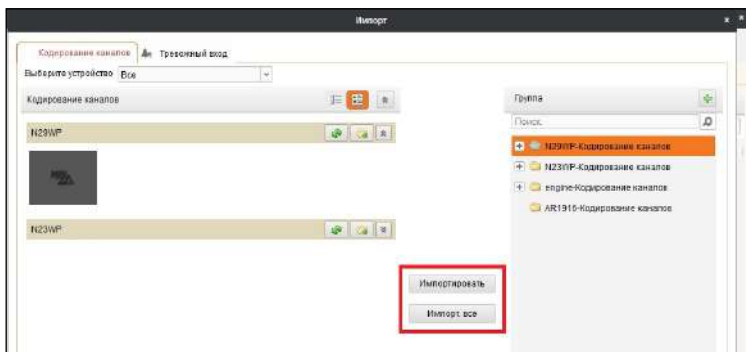 Импорт
Кодирование каналов
Тревожный вход
Выберите устройство Все
Кодирование каналов
Группа
Поиск
N29WP
N29WP-Кодирование каналов
N23WP-Кодирование каналов
engine-Кодирование каналов
AR1916-Кодирование каналов
N23WP
Импортировать
Импорт. все